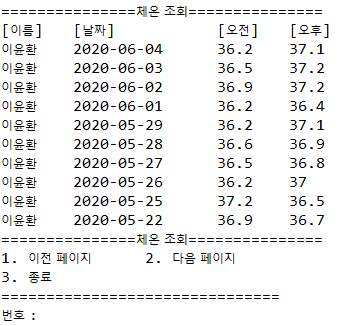 ===============체온 조회===============
[이름] [날짜] [오전] [오후]
이윤환 2020-06-04 36.2 37.1
이윤환 2020-06-03 36.5 37.2
이윤환 2020-06-02 36.9 37.2
이윤환 2020-06-01 36.2 36.4
이윤환 2020-05-29 36.2 37.1
이윤환 2020-05-28 36.6 36.9
이윤환 2020-05-27 36.5 36.8
이윤환 2020-05-26 36.2 37
이윤환 2020-05-25 37.2 36.5
이윤환 2020-05-22 36.9 36.7
===============체온 조회===============
1. 이전 페이지 2. 다음 페이지
3. 종료
===============================
번호 :